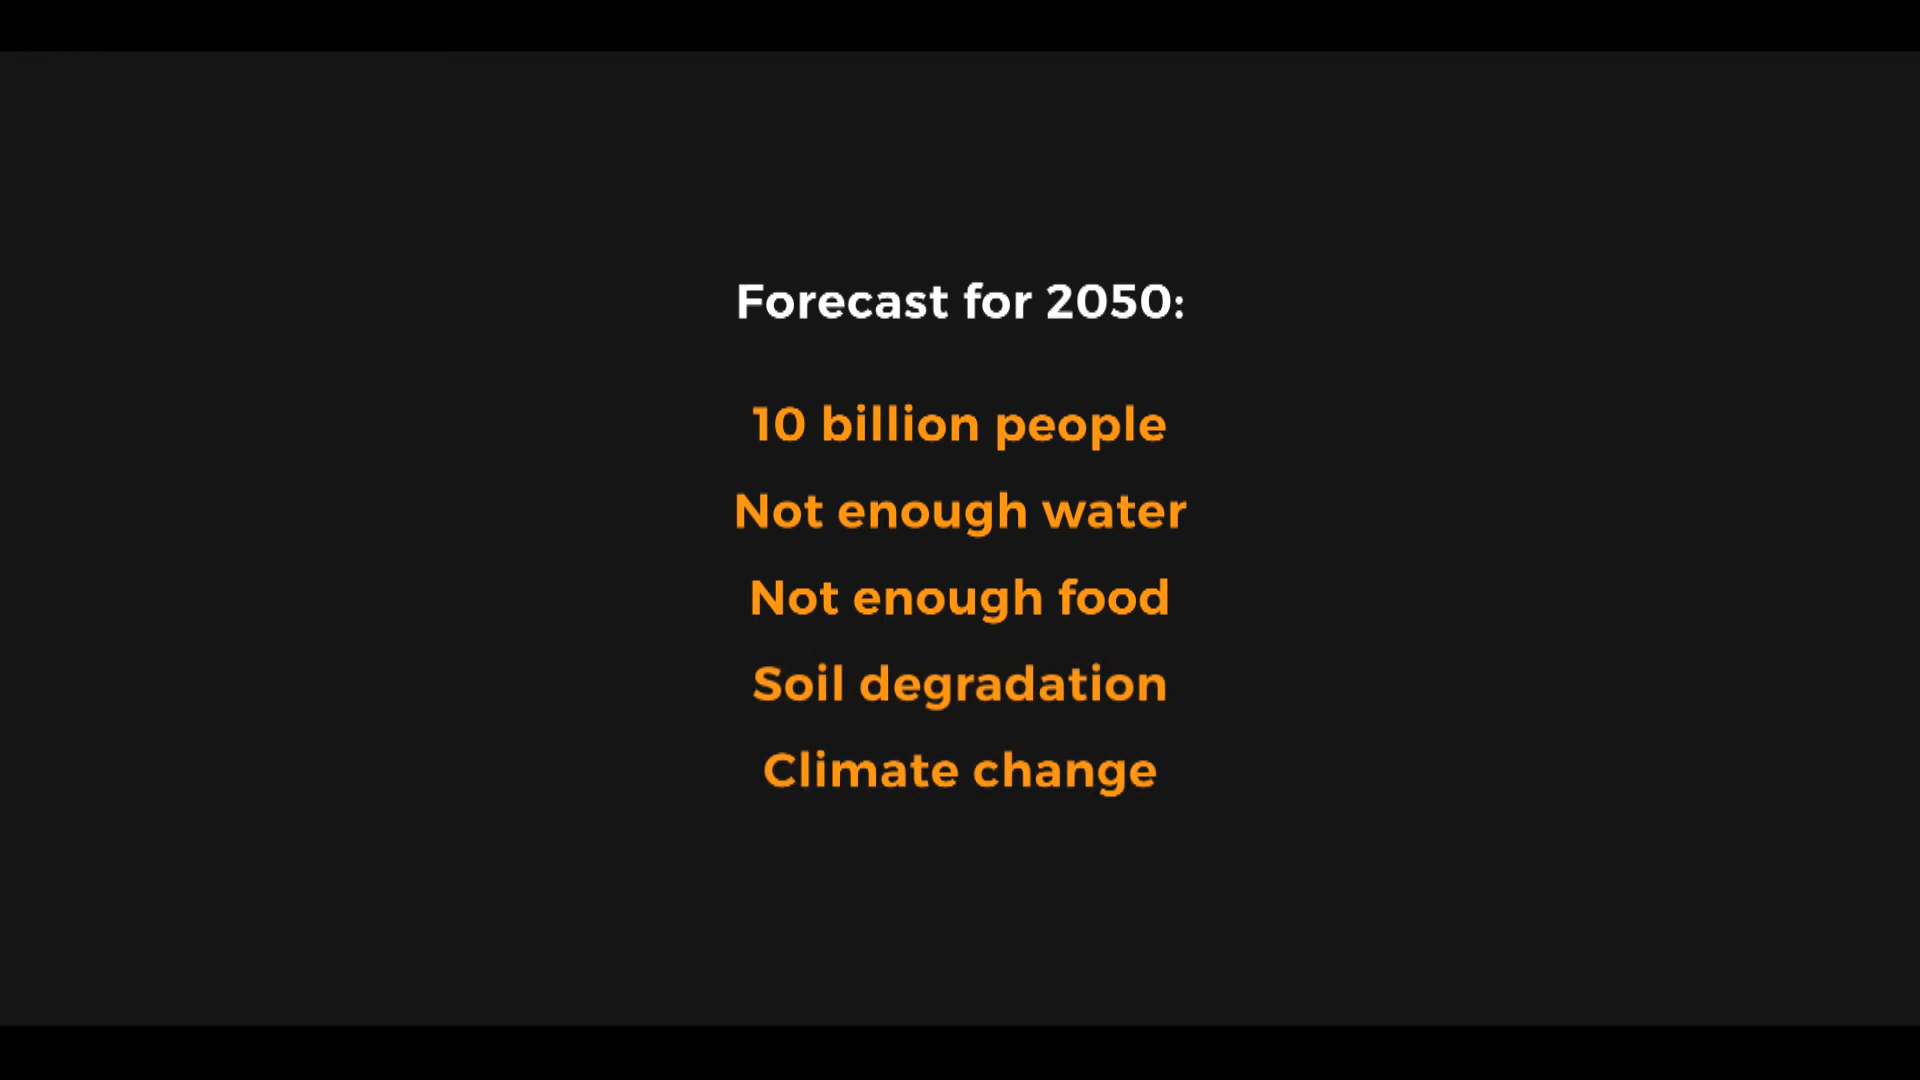 Forecast for 2050:
10 billion people
Not enough water
Not enough food
Soil degradation
Climate change